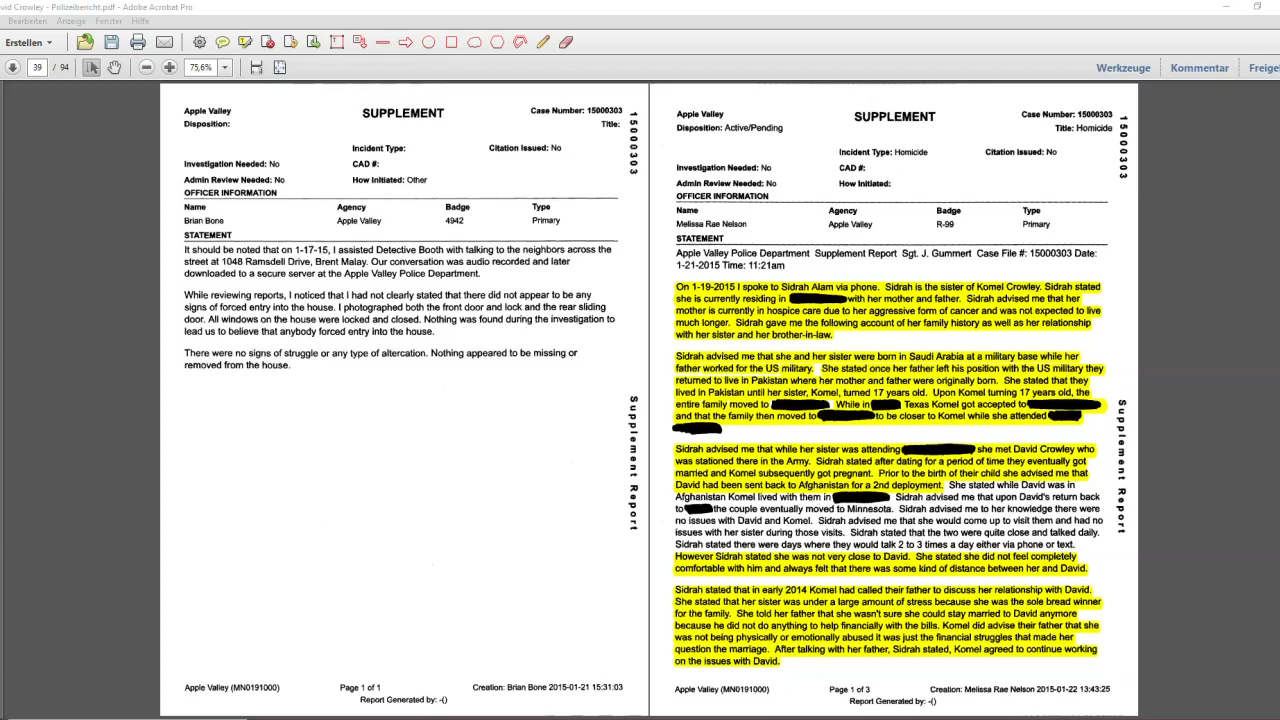 vid Crowley - Polizeibericht.pdf - Adobe Acrobat Pro
Bearbeiten Anzeige Fenster Hilfe
Erstellen
39 / 94
75,6%
Werkzeuge Kommentar Freige
Apple Valley SUPPLEMENT Case Number: 15000303
Disposition: Title:
Incident Type: Citation Issued: No
Investigation Needed: No CAD #:
Admin Review Needed: No How Initiated: Other
OFFICER INFORMATION
Name Agency Badge Type
Brian Bone Apple Valley 4942 Primary
STATEMENT
It should be noted that on 1-17-15, I assisted Detective Booth with talking to the neighbors across the
street at 1048 Ramsdell Drive, Brent Malay. Our conversation was audio recorded and later
downloaded to a secure server at the Apple Valley Police Department.
While reviewing reports, I noticed that I had not clearly stated that there did not appear to be any
signs of forced entry into the house. I photographed both the front door and lock and the rear sliding
door. All windows on the house were locked and closed. Nothing was found during the investigation to
lead us to believe that anybody forced entry into the house.
There were no signs of struggle or any type of altercation. Nothing appeared to be missing or
removed from the house.
15000303
Supplement Report
Apple Valley (MN0191000) Page 1 of 1 Creation: Brian Bone 2015-01-21 15:31:03
Report Generated by: -()
Apple Valley SUPPLEMENT Case Number: 15000303
Disposition: Active/Pending Title: Homicide
Incident Type: Homicide Citation Issued: No
Investigation Needed: No CAD #:
Admin Review Needed: No How Initiated:
OFFICER INFORMATION
Name Agency Badge Type
Melissa Rae Nelson Apple Valley R-99 Primary
STATEMENT
Apple Valley Police Department Supplement Report Sgt. J. Gummert Case File #: 15000303 Date:
1-21-2015 Time: 11:21am
On 1-19-2015 I spoke to Sidrah Alam via phone. Sidrah is the sister of Komel Crowley. Sidrah stated
she is currently residing in with her mother and father. Sidrah advised me that her
mother is currently in hospice care due to her aggressive form of cancer and was not expected to live
much longer. Sidrah gave me the following account of her family history as well as her relationship
with her sister and her brother-in-law.
Sidrah advised me that she and her sister were born in Saudi Arabia at a military base while her
father worked for the US military. She stated once her father left his position with the US military they
returned to live in Pakistan where her mother and father were originally born. She stated that they
lived in Pakistan until her sister, Komel, turned 17 years old. Upon Komel turning 17 years old, the
entire family moved to . While in Texas Komel got accepted to
and that the family then moved to to be closer to Komel while she attended
Sidrah advised me that while her sister was attending she met David Crowley who
was stationed there in the Army. Sidrah stated after dating for a period of time they eventually got
married and Komel subsequently got pregnant. Prior to the birth of their child she advised me that
David had been sent back to Afghanistan for a 2nd deployment. She stated while David was in
Afghanistan Komel lived with them in Sidrah advised me that upon David's return back
to the couple eventually moved to Minnesota. Sidrah advised me to her knowledge there were
no issues with David and Komel. Sidrah advised me that she would come up to visit them and had no
issues with her sister during those visits. Sidrah stated that the two were quite close and talked daily.
Sidrah stated there were days where they would talk 2 to 3 times a day either via phone or text.
However Sidrah stated she was not very close to David. She stated she did not feel completely
comfortable with him and always felt that there was some kind of distance between her and David.
Sidrah stated that in early 2014 Komel had called their father to discuss her relationship with David.
She stated that her sister was under a large amount of stress because she was the sole bread winner
for the family. She told her father that she wasn't sure she could stay married to David anymore
because he did not do anything to help financially with the bills. Komel did advise their father that she
was not being physically or emotionally abused it was just the financial struggles that made her
question the marriage. After talking with her father, Sidrah stated, Komel agreed to continue working
on the issues with David.
15000303
Supplement Report
Apple Valley (MN0191000) Page 1 of 3 Creation: Melissa Rae Nelson 2015-01-22 13:43:25
Report Generated by: -()